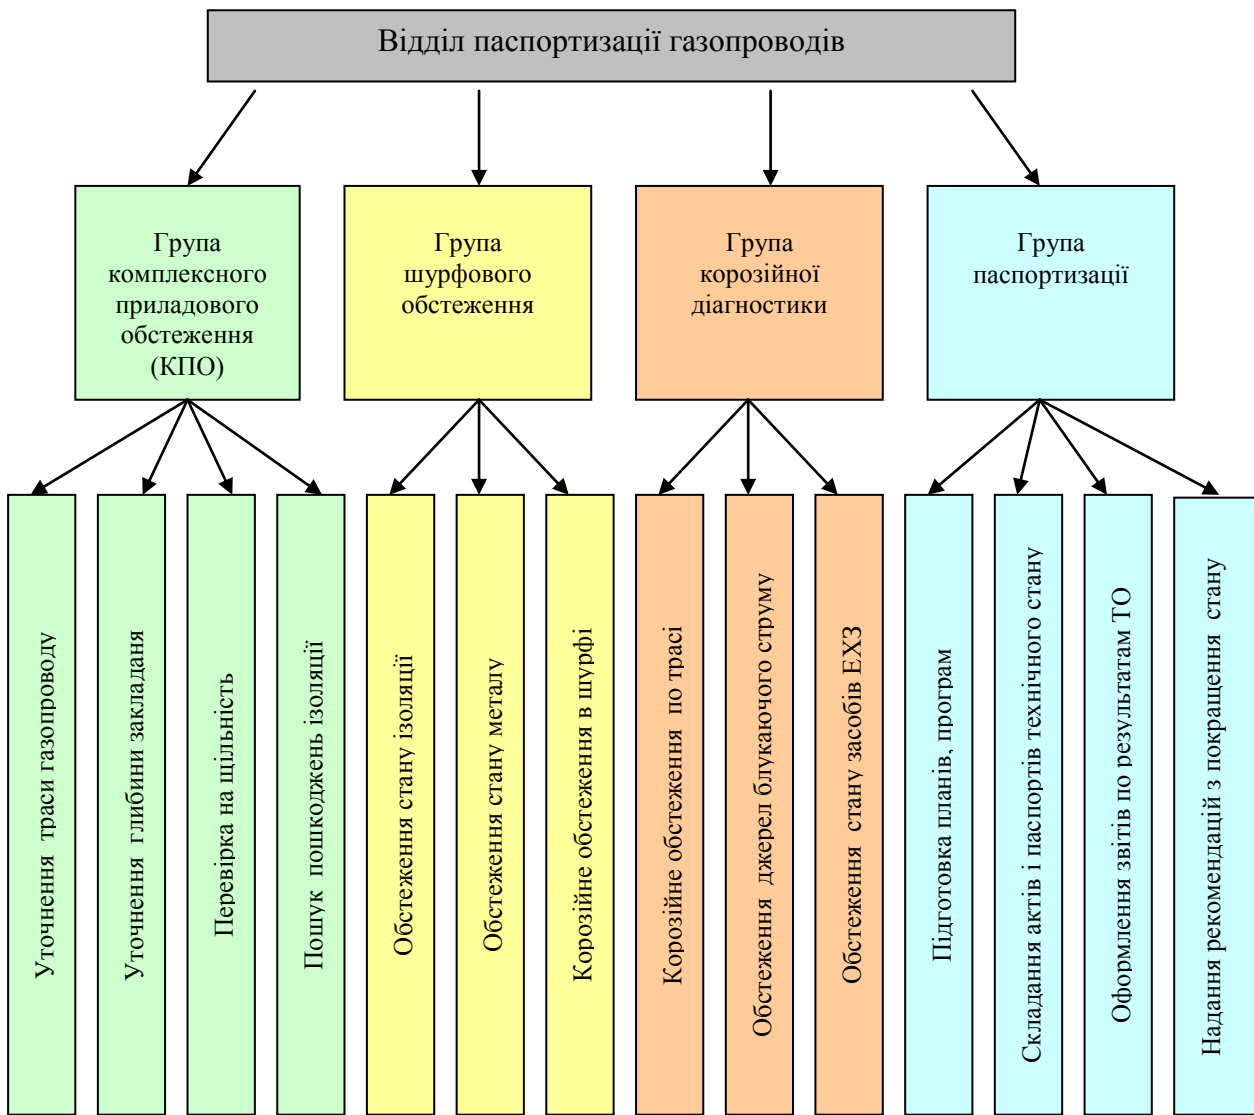 Відділ паспортизації газопроводів
Група
комплексного
приладового
обстеження
(КПО)
Група
шурфового
обстеження
Група
корозійної
діагностики
Група
паспортизації
Уточнення траси газопроводу
Уточнення глибини закладаня
Перевірка на щільність
Пошук пошкоджень ізоляції
Обстеження стану ізоляції
Обстеження стану металу
Корозійне обстеження в шурфі
Корозійне обстеження по трасі
Обстеження джерел блукаючого струму
Обстеження стану засобів ЕХЗ
Підготовка планів, програм
Складання актів і паспортів технічного стану
Оформлення звітів по результатам ТО
Надання рекомендацій з покращення стану